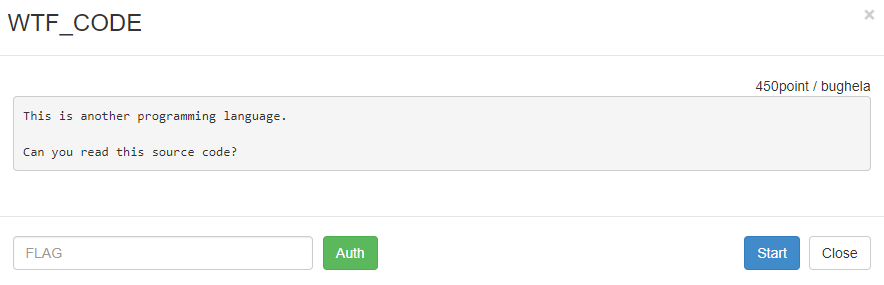 WTF_CODE
×
450point / bughela
This is another programming language.
Can you read this source code?
FLAG
Auth
Start
Close